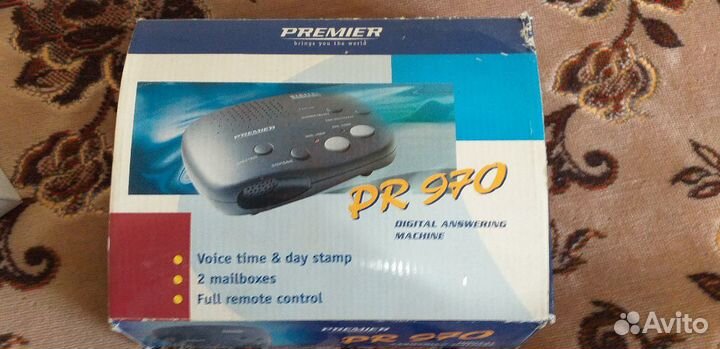 PREMIER
brings you the world
PREMIER
PR 970
DIGITAL ANSWERING
MACHINE
Voice time & day stamp
2 mailboxes
Full remote control
PREMIER
PR 970
DIGITAL
Avito